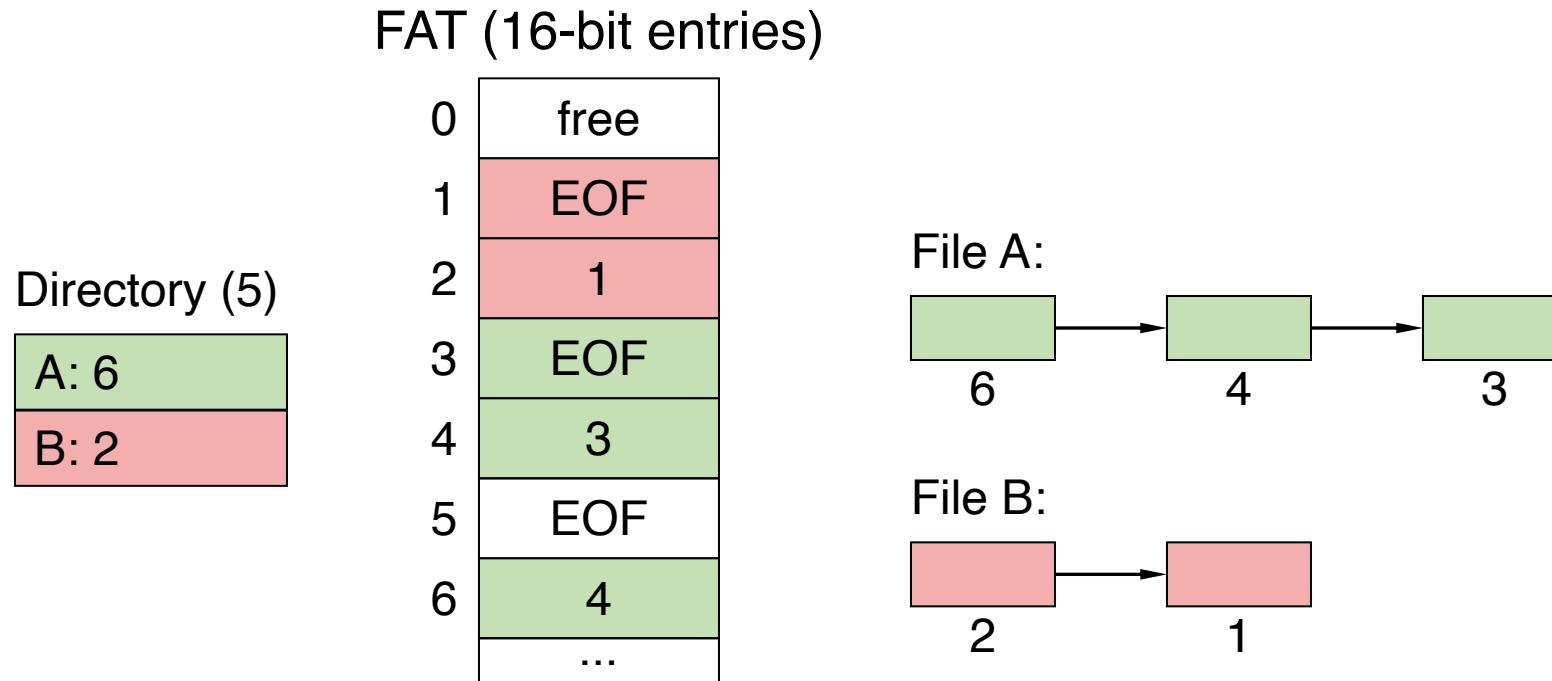 FAT (16-bit entries)
0 free
1 EOF
2 1
3 EOF
4 3
5 EOF
6 4
...
Directory (5)
A: 6
B: 2
File A:
6 4 3
File B:
2 1